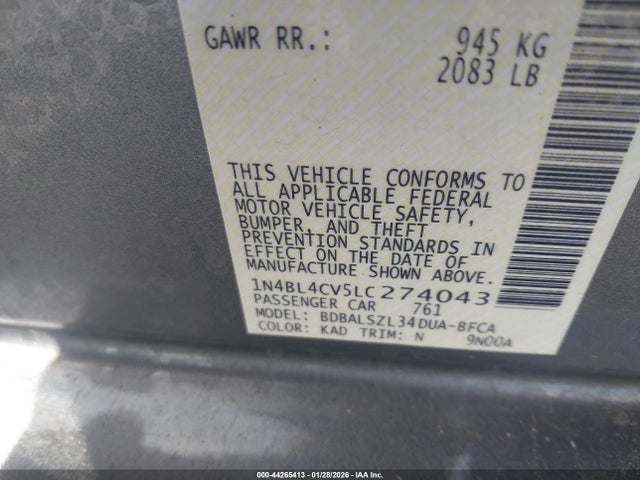 GAWR RR.: 945 KG
2083 LB
THIS VEHICLE CONFORMS TO
ALL APPLICABLE FEDERAL
MOTOR VEHICLE SAFETY,
BUMPER, AND THEFT
PREVENTION STANDARDS IN
EFFECT ON THE DATE OF
MANUFACTURE SHOWN ABOVE.
1N4BL4CV5LC274043
PASSENGER CAR 761
MODEL: BDBALSZL34DUA-BFCA
COLOR: KAD TRIM: N 9N00A
000-44265413 | 01/28/2026 | IAA Inc.